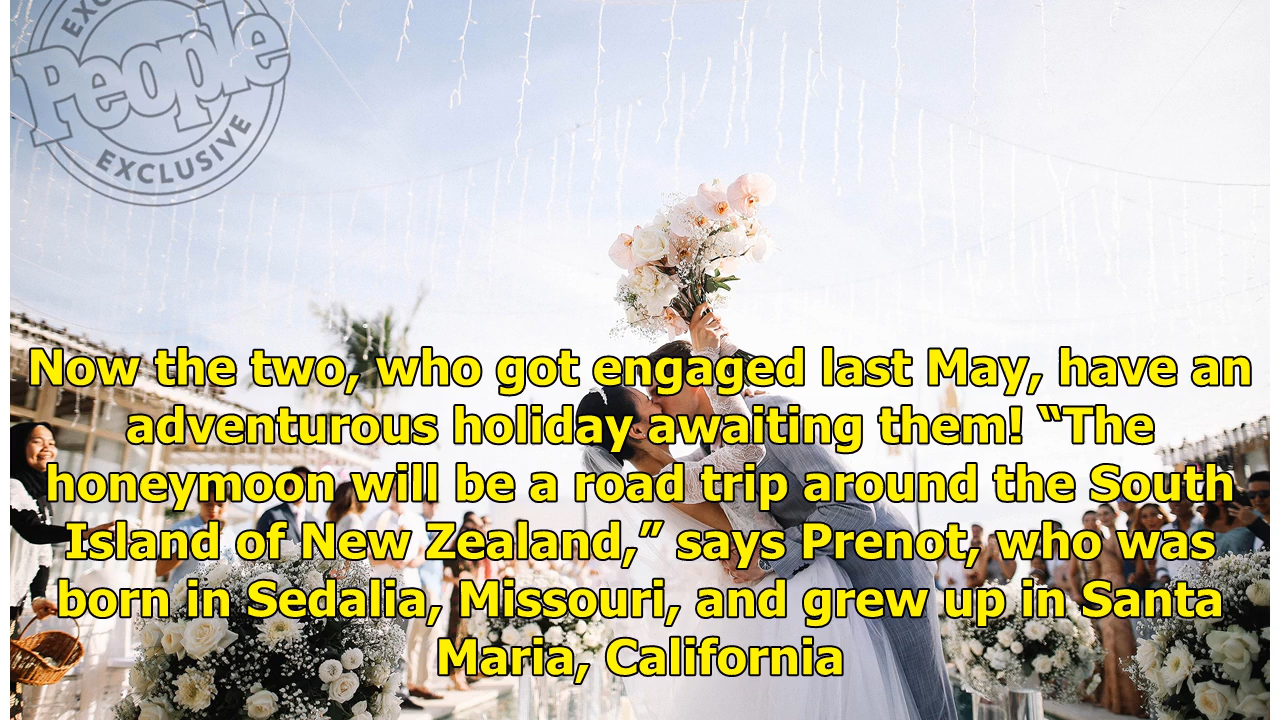 EXC
People
EXCLUSIVE
Now the two, who got engaged last May, have an
adventurous holiday awaiting them! “The
honeymoon will be a road trip around the South
Island of New Zealand,” says Prenot, who was
born in Sedalia, Missouri, and grew up in Santa
Maria, California